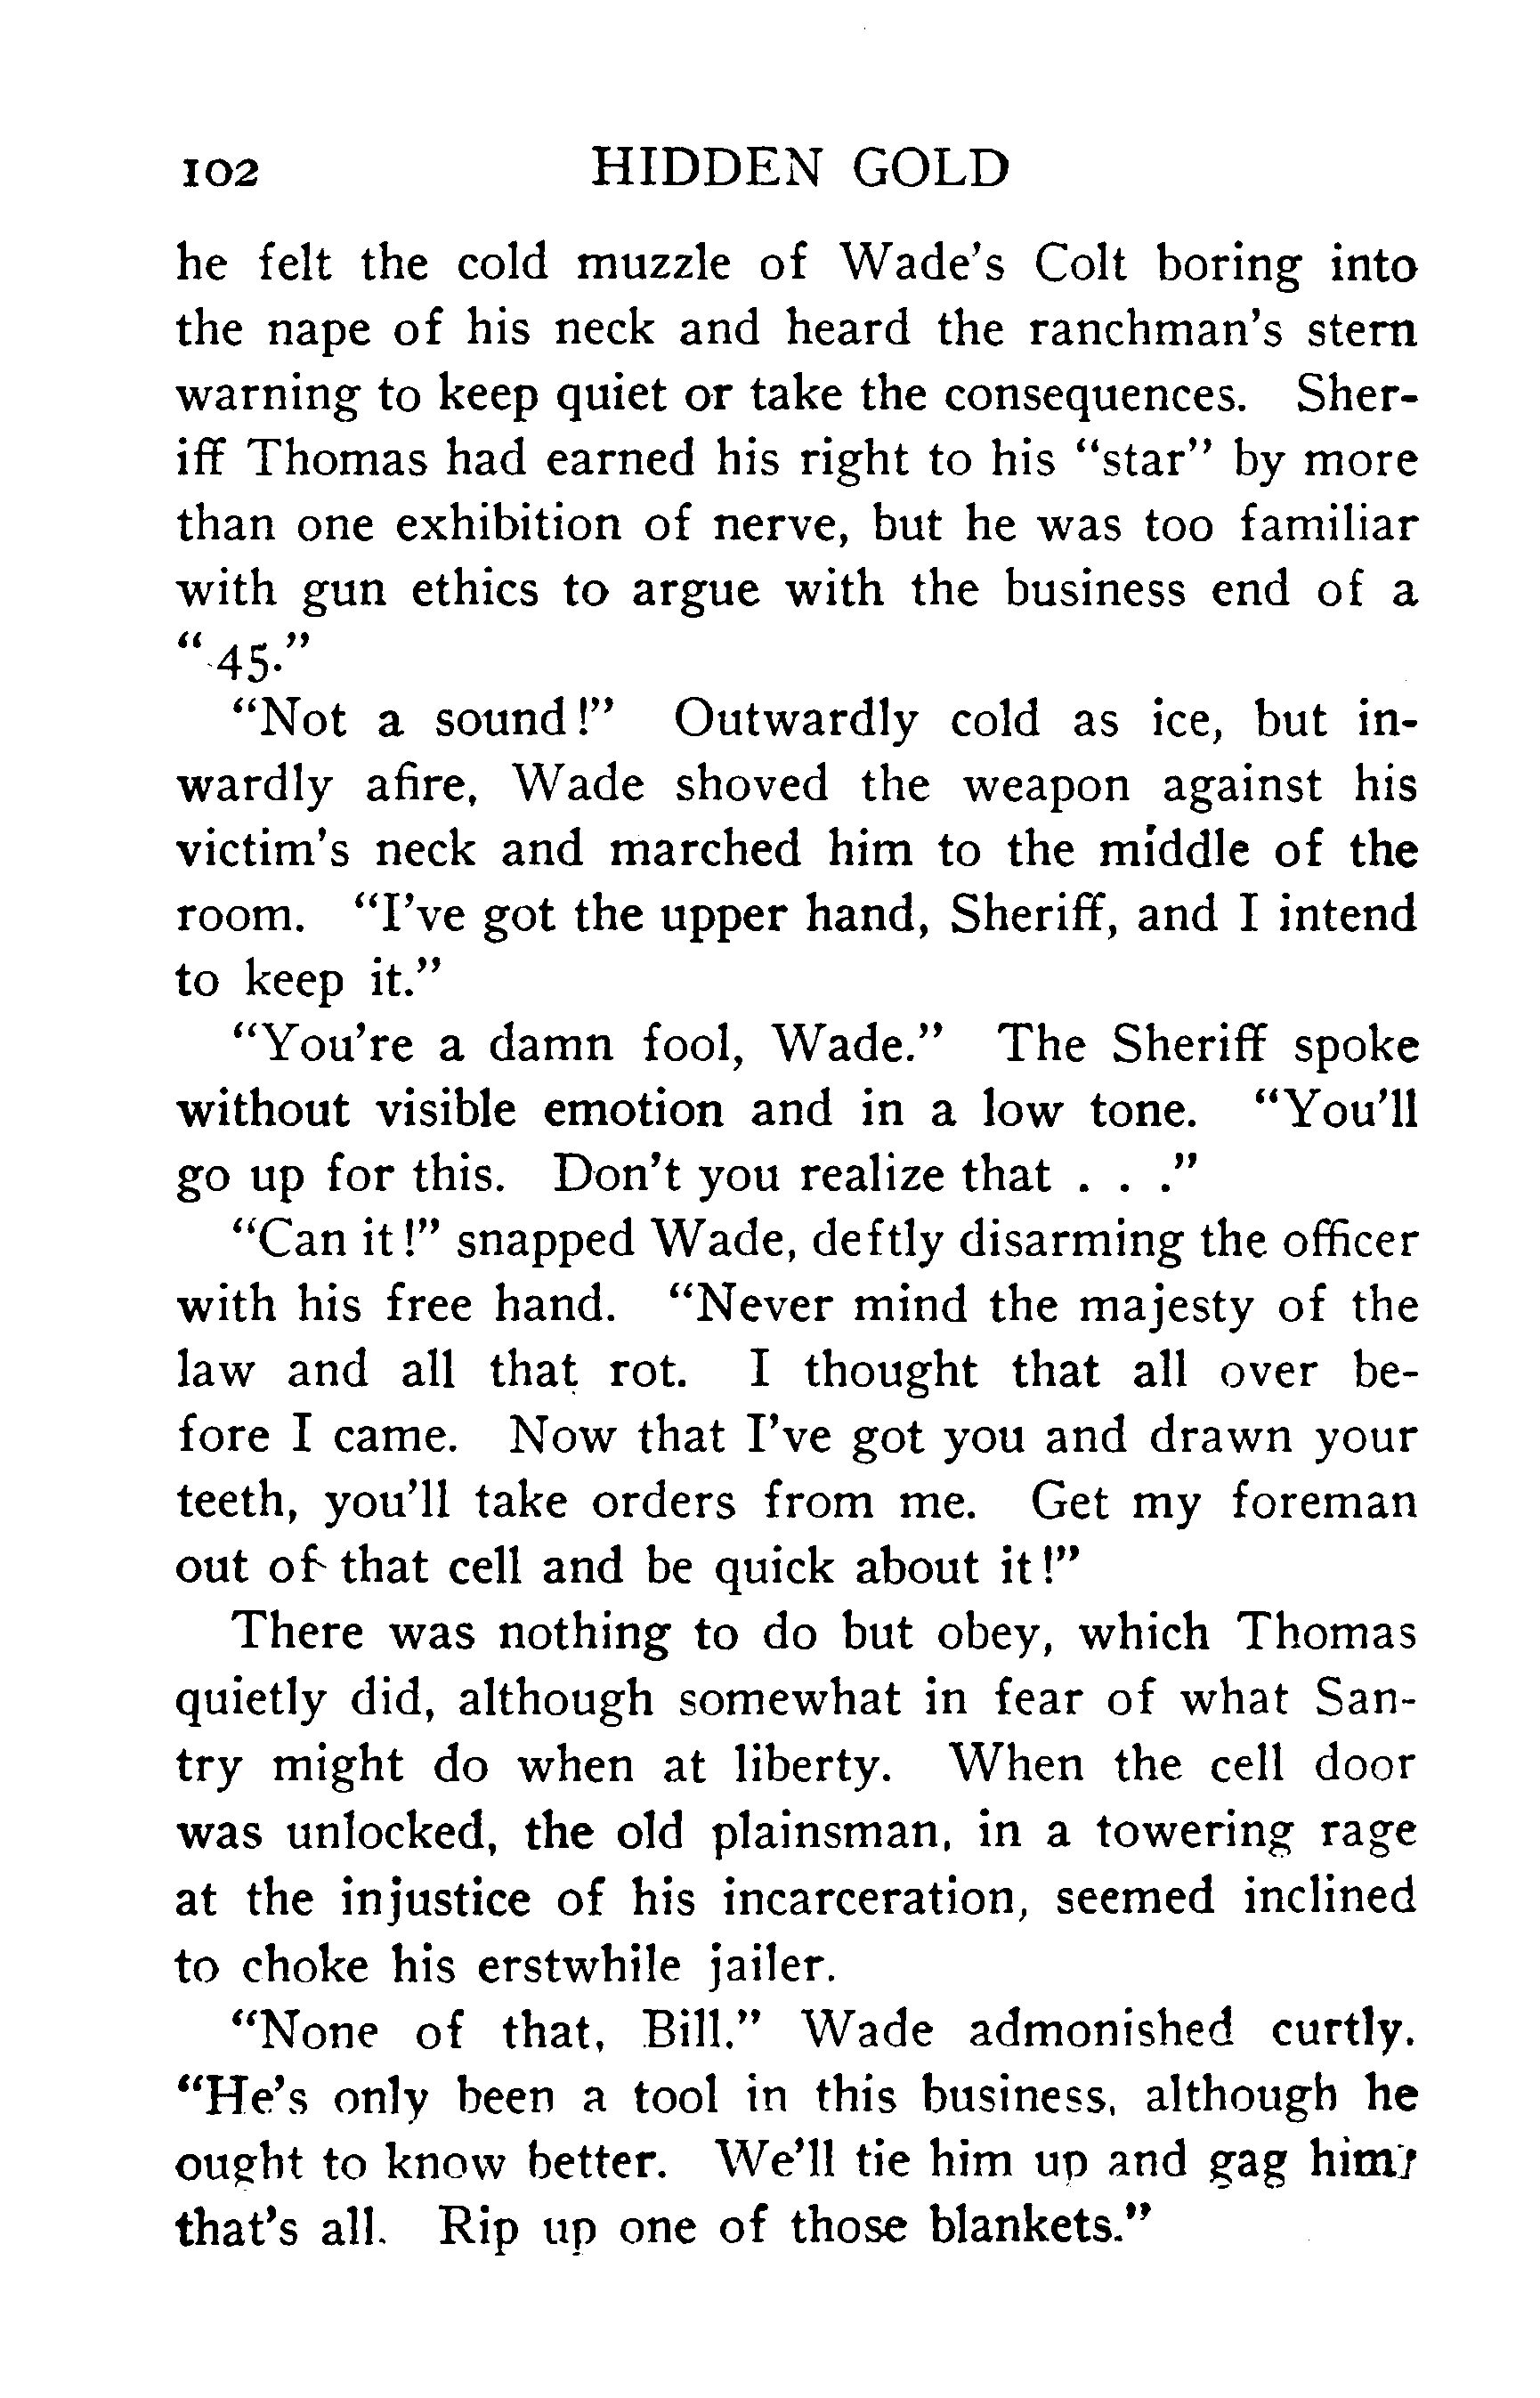 102 HIDDEN GOLD
he felt the cold muzzle of Wade's Colt boring into
the nape of his neck and heard the ranchman's stern
warning to keep quiet or take the consequences. Sher-
iff Thomas had earned his right to his "star" by more
than one exhibition of nerve, but he was too familiar
with gun ethics to argue with the business end of a
".45."
"Not a sound!" Outwardly cold as ice, but in-
wardly afire, Wade shoved the weapon against his
victim's neck and marched him to the middle of the
room. "I've got the upper hand, Sheriff, and I intend
to keep it."
"You're a damn fool, Wade." The Sheriff spoke
without visible emotion and in a low tone. "You'll
go up for this. Don't you realize that . . ."
"Can it!" snapped Wade, deftly disarming the officer
with his free hand. "Never mind the majesty of the
law and all that rot. I thought that all over be-
fore I came. Now that I've got you and drawn your
teeth, you'll take orders from me. Get my foreman
out of that cell and be quick about it!"
There was nothing to do but obey, which Thomas
quietly did, although somewhat in fear of what San-
try might do when at liberty. When the cell door
was unlocked, the old plainsman, in a towering rage
at the injustice of his incarceration, seemed inclined
to choke his erstwhile jailer.
"None of that, Bill." Wade admonished curtly.
"He's only been a tool in this business, although he
ought to know better. We'll tie him up and gag him;
that's all. Rip up one of those blankets."